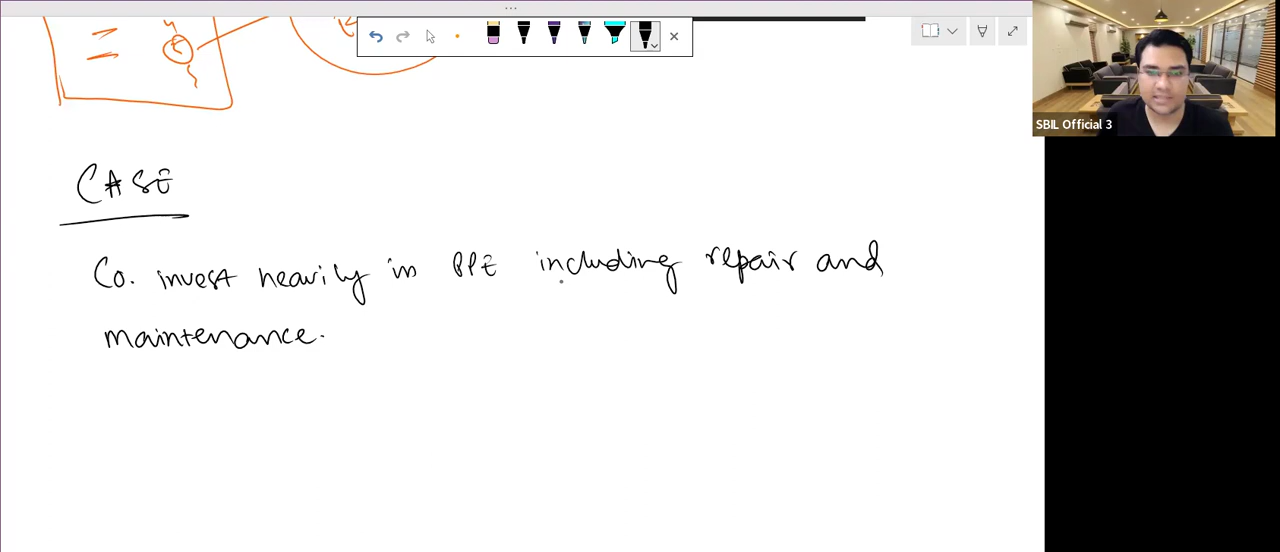 SBIL Official 3
CASE
Co. invest heavily in PPE including repair and
maintenance.